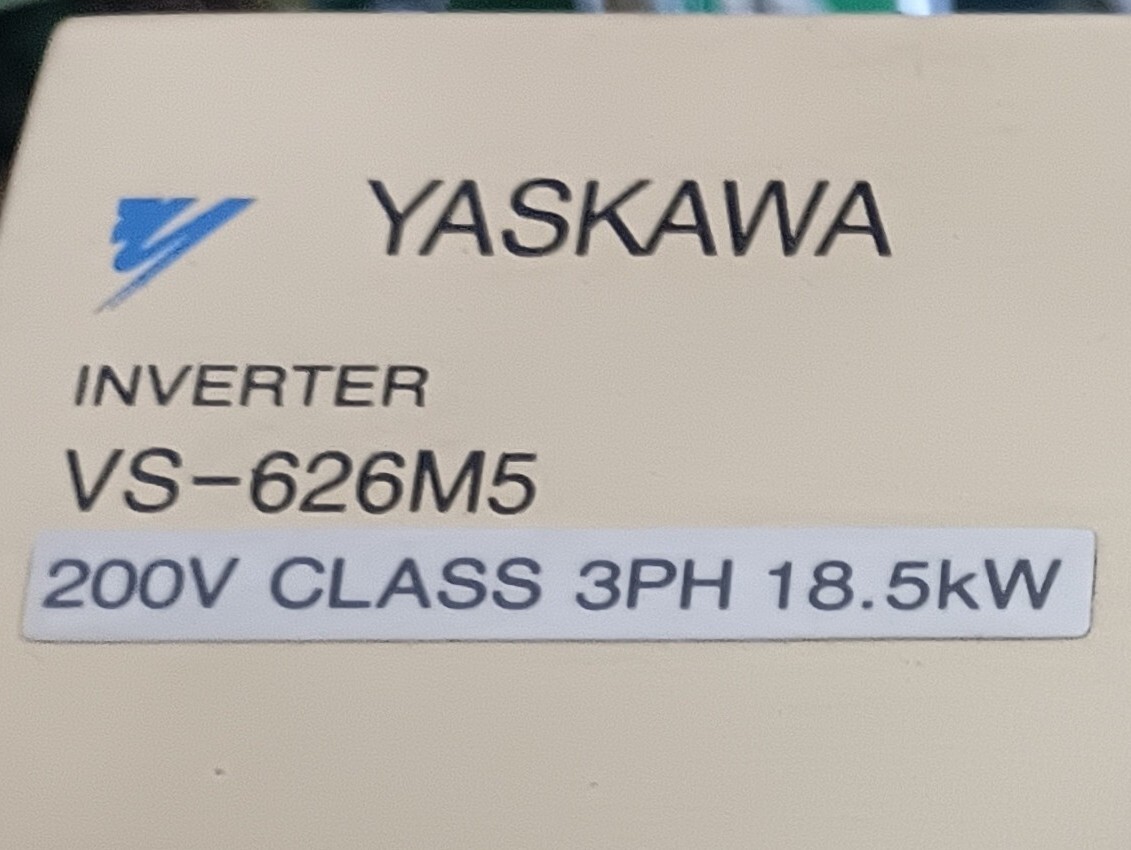 YASKAWA
INVERTER
VS-626M5
200V CLASS 3PH 18.5kW